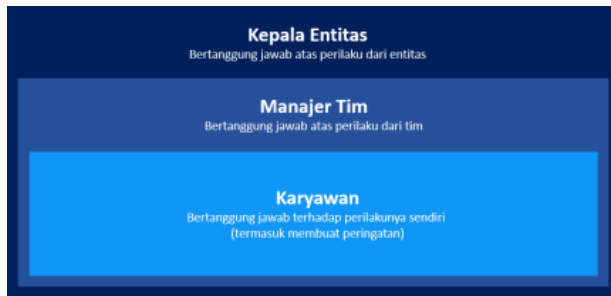 Kepala Entitas
Bertanggung jawab atas perilaku dari entitas
Manajer Tim
Bertanggung jawab atas perilaku dari tim
Karyawan
Bertanggung jawab terhadap perilakunya sendiri
(termasuk membuat peringatan)